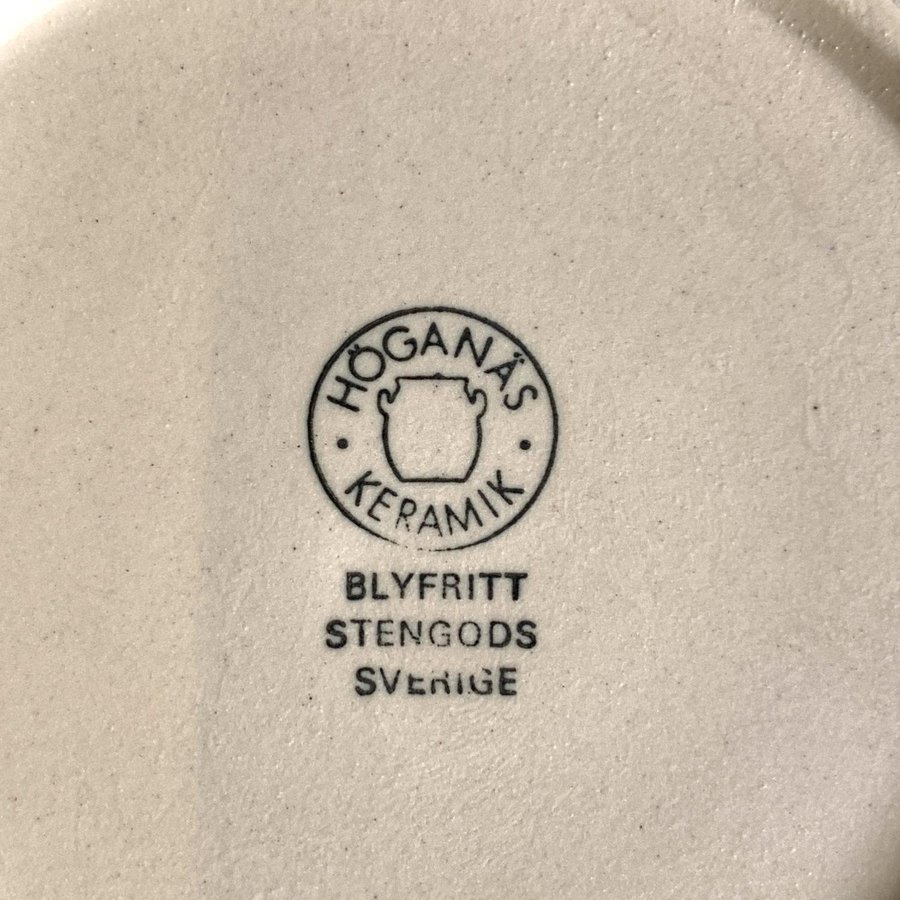 HÖGANÄS
KERAMIK
BLYFRITT
STENGODS
SVERIGE